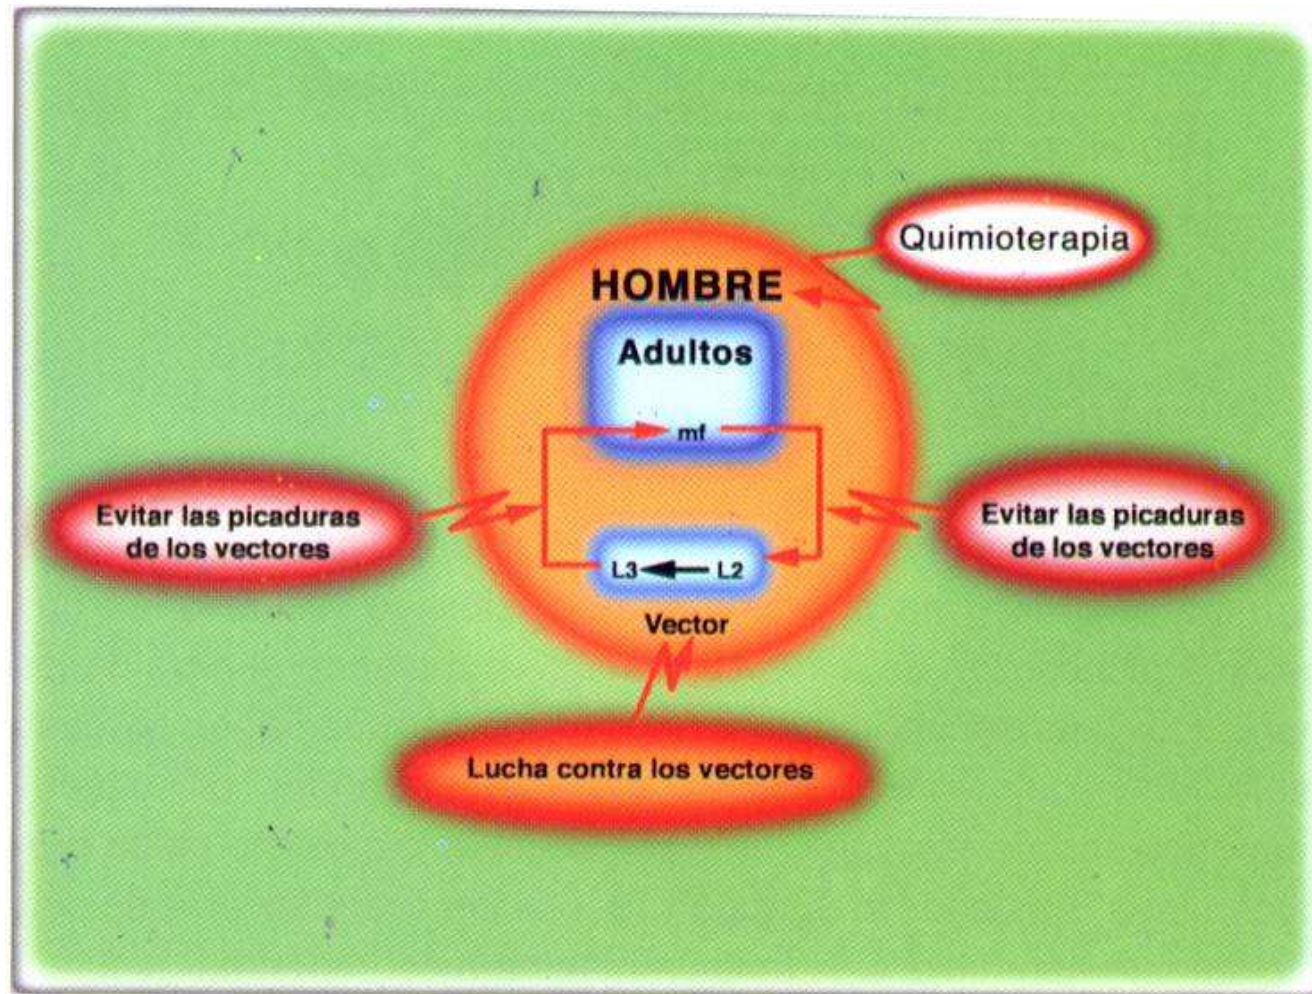 Quimioterapia
HOMBRE
Adultos
mf
Evitar las picaduras
de los vectores
Evitar las picaduras
de los vectores
L3 L2
Vector
Lucha contra los vectores